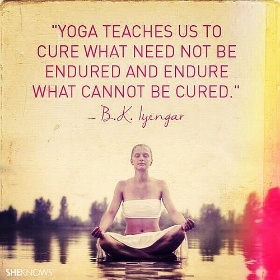 "YOGA TEACHES US TO
CURE WHAT NEED NOT BE
ENDURED AND ENDURE
WHAT CANNOT BE CURED."
- B.K. Iyengar
SHEKNOWS